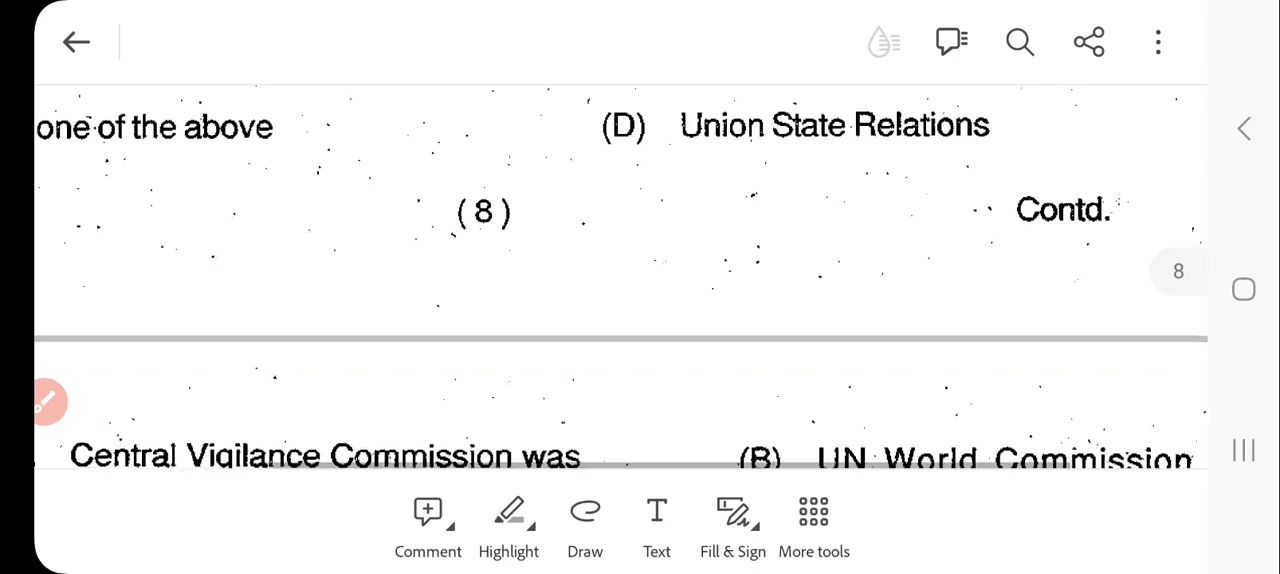 one of the above
(D) Union State Relations
(8)
Contd.
8
Central Vigilance Commission was
(B) UN World Commission
Comment
Highlight
Draw
Text
Fill & Sign
More tools